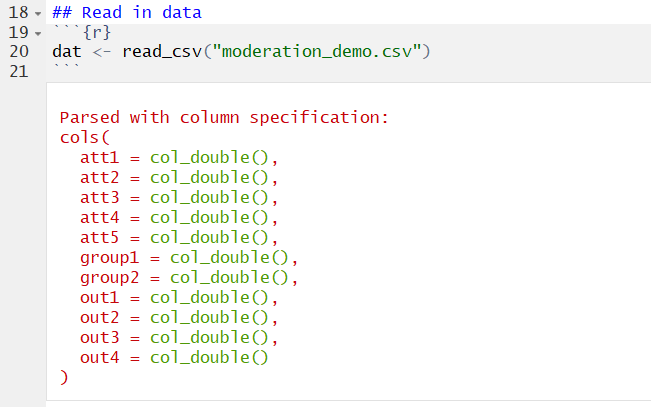 18 ## Read in data
19 ```{r}
20 dat <- read_csv("moderation_demo.csv")
21 ```
Parsed with column specification:
cols(
  att1 = col_double(),
  att2 = col_double(),
  att3 = col_double(),
  att4 = col_double(),
  att5 = col_double(),
  group1 = col_double(),
  group2 = col_double(),
  out1 = col_double(),
  out2 = col_double(),
  out3 = col_double(),
  out4 = col_double()
)